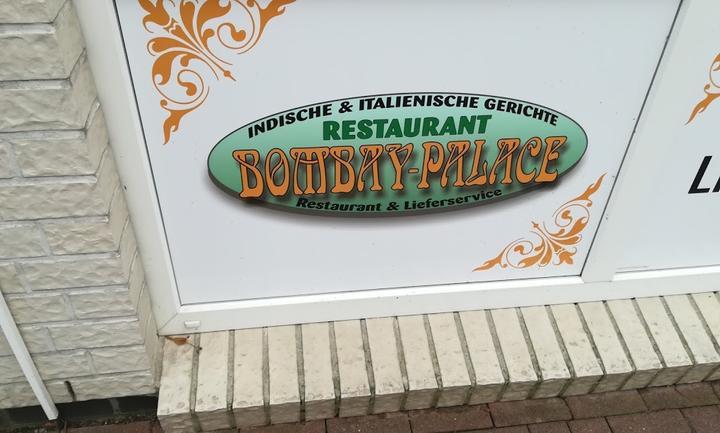 INDISCHE & ITALIENISCHE GERICHTE
RESTAURANT
BOMBAY-PALACE
Restaurant & Lieferservice